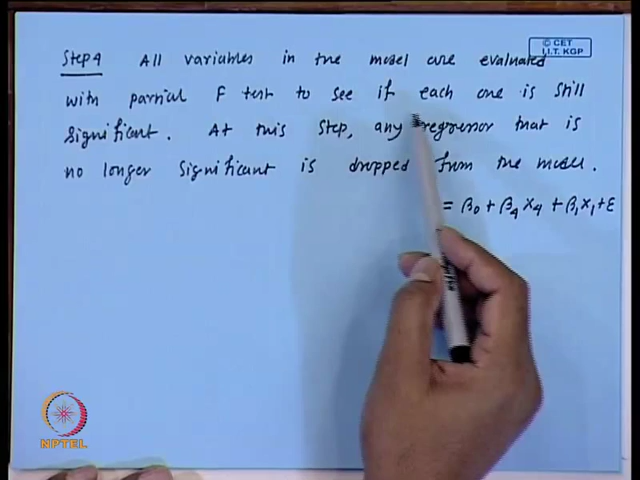 © CET
I.I.T. KGP
Step 4 All variables in the model are evaluated
with partial F test to see if each one is still
significant. At this step, any regressor that is
no longer significant is dropped from the model.
= β₀ + β₄ X₄ + β₁ X₁ + ε
NPTEL